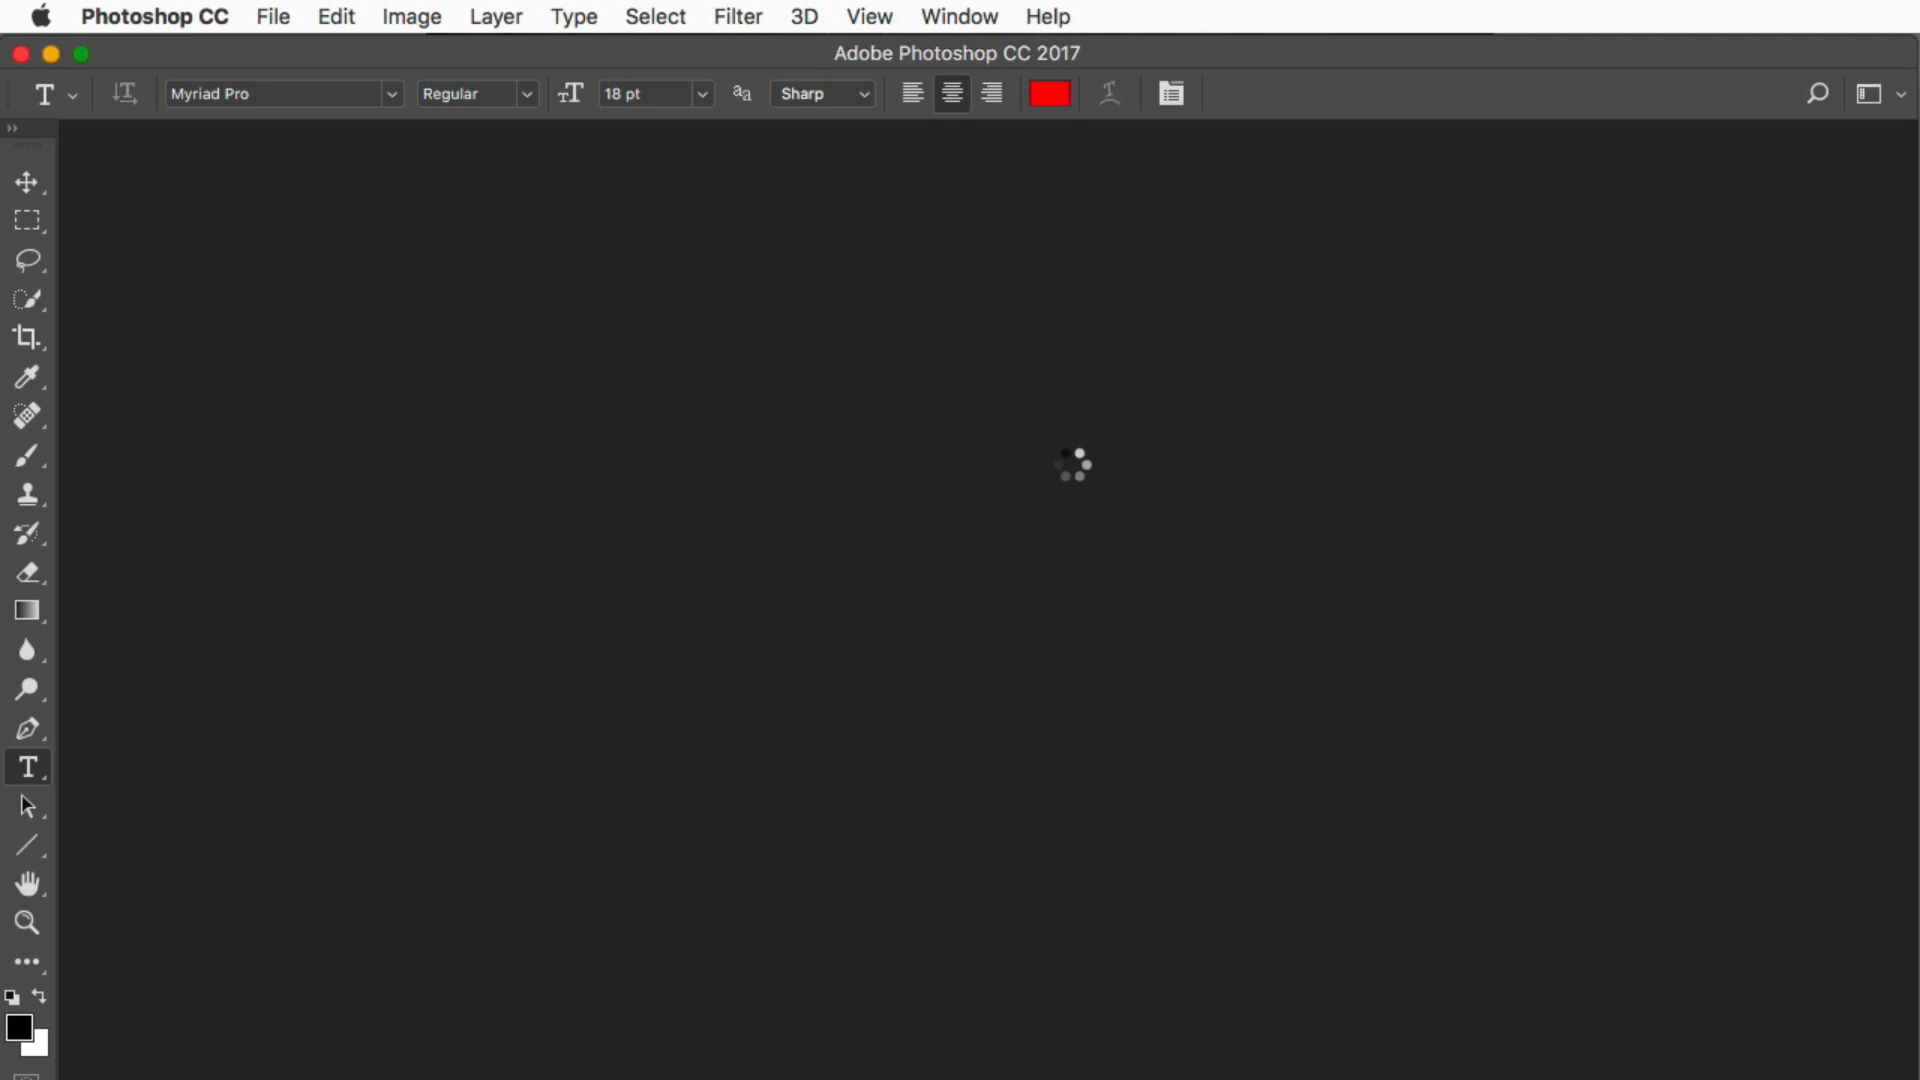 Photoshop CC File Edit Image Layer Type Select Filter 3D View Window Help
Adobe Photoshop CC 2017
T Myriad Pro Regular 18 pt aa Sharp
T